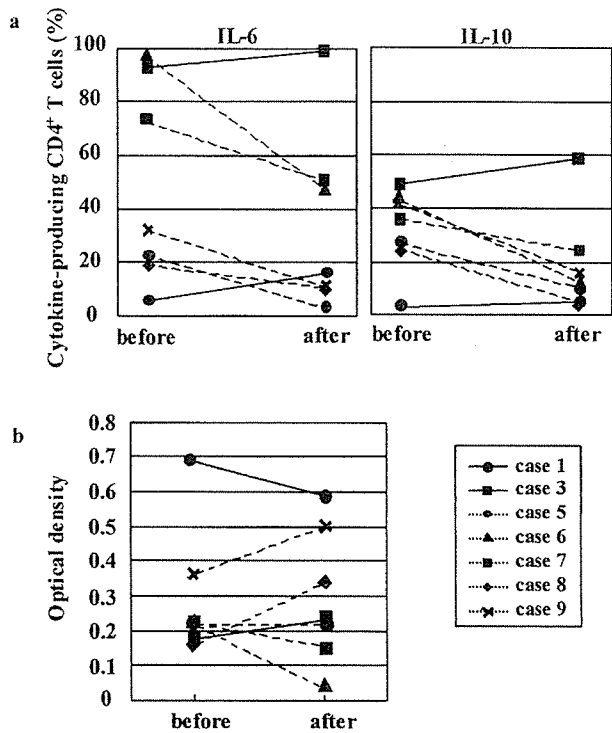 a
IL-6
IL-10
Cytokine-producing CD4⁺ T cells (%)
100
80
60
40
20
0
before
after
before
after
b
Optical density
0.8
0.7
0.6
0.5
0.4
0.3
0.2
0.1
0
before
after
case 1
case 3
case 5
case 6
case 7
case 8
case 9